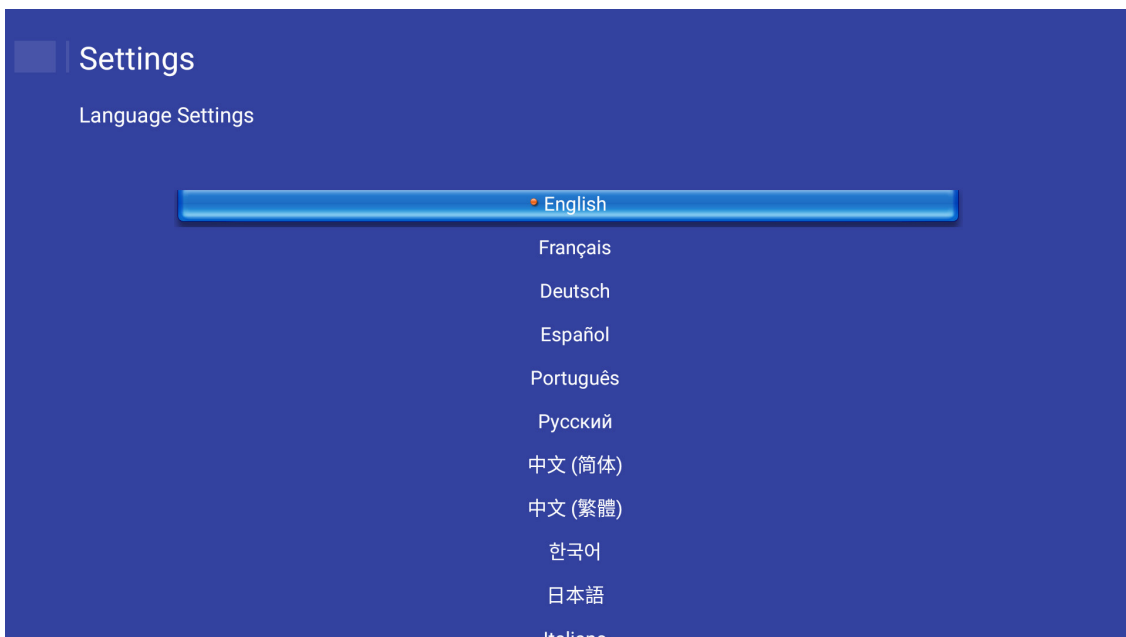 Settings
Language Settings
English
Français
Deutsch
Español
Português
Русский
中文 (简体)
中文 (繁體)
한국어
日本語